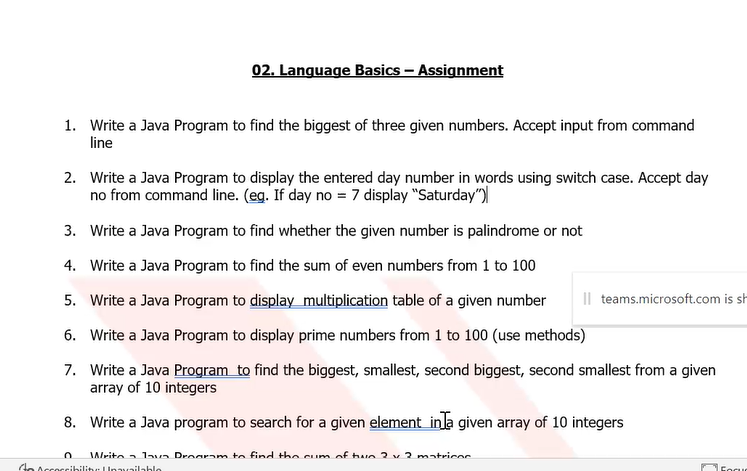 02. Language Basics – Assignment
1. Write a Java Program to find the biggest of three given numbers. Accept input from command
line
2. Write a Java Program to display the entered day number in words using switch case. Accept day
no from command line. (eg. If day no = 7 display “Saturday”)
3. Write a Java Program to find whether the given number is palindrome or not
4. Write a Java Program to find the sum of even numbers from 1 to 100
5. Write a Java Program to display multiplication table of a given number
teams.microsoft.com is sh
6. Write a Java Program to display prime numbers from 1 to 100 (use methods)
7. Write a Java Program to find the biggest, smallest, second biggest, second smallest from a given
array of 10 integers
8. Write a Java program to search for a given element in a given array of 10 integers
9. Write a Java Program to find the sum of two 3 x 3 matrices
Accessibility: Unavailable
Focu